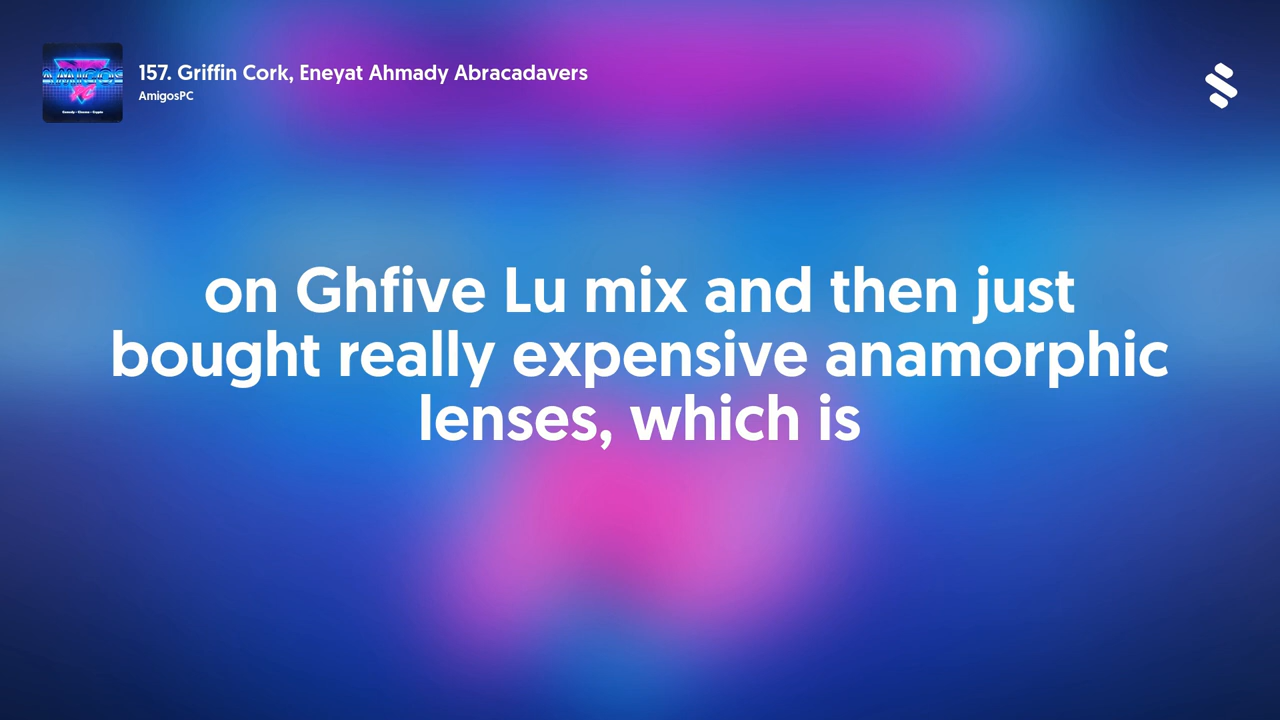 157. Griffin Cork, Eneyat Ahmady Abracadavers
AmigosPC
on Ghfive Lu mix and then just
bought really expensive anamorphic
lenses, which is